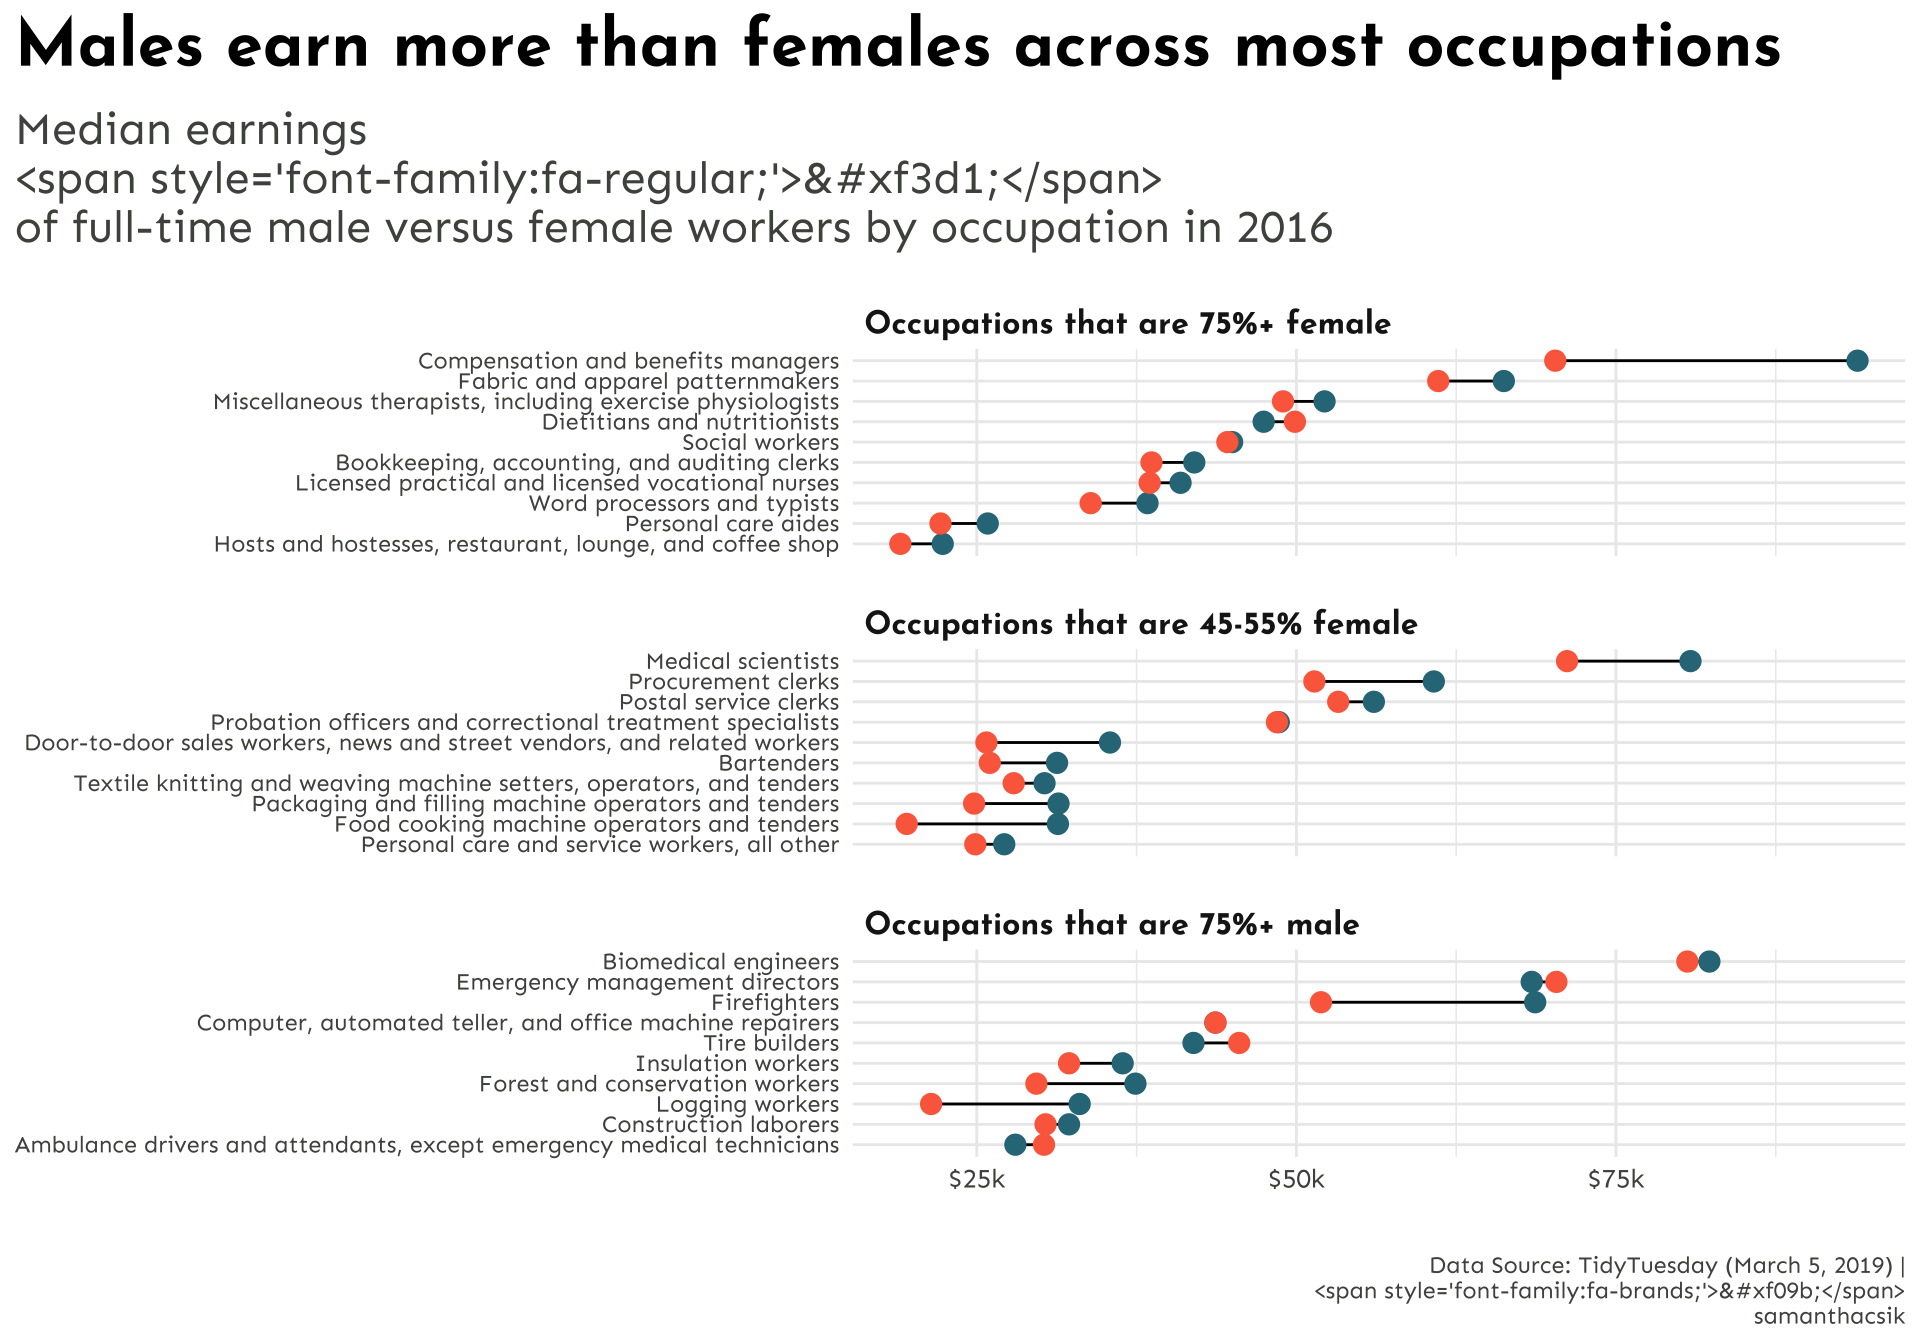 Males earn more than females across most occupations
Median earnings
<span style='font-family:fa-regular;'>&#xf3d1;</span>
of full-time male versus female workers by occupation in 2016
Occupations that are 75%+ female
Compensation and benefits managers
Fabric and apparel patternmakers
Miscellaneous therapists, including exercise physiologists
Dietitians and nutritionists
Social workers
Bookkeeping, accounting, and auditing clerks
Licensed practical and licensed vocational nurses
Word processors and typists
Personal care aides
Hosts and hostesses, restaurant, lounge, and coffee shop
Occupations that are 45-55% female
Medical scientists
Procurement clerks
Postal service clerks
Probation officers and correctional treatment specialists
Door-to-door sales workers, news and street vendors, and related workers
Bartenders
Textile knitting and weaving machine setters, operators, and tenders
Packaging and filling machine operators and tenders
Food cooking machine operators and tenders
Personal care and service workers, all other
Occupations that are 75%+ male
Biomedical engineers
Emergency management directors
Firefighters
Computer, automated teller, and office machine repairers
Tire builders
Insulation workers
Forest and conservation workers
Logging workers
Construction laborers
Ambulance drivers and attendants, except emergency medical technicians
$25k $50k $75k
Data Source: TidyTuesday (March 5, 2019) |
<span style='font-family:fa-brands;'>&#xf09b;</span>
samanthacsik